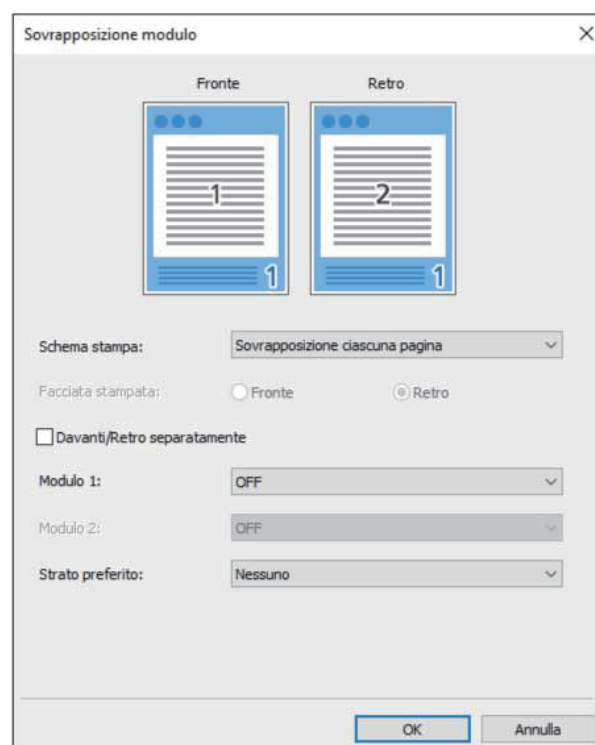 Sovrapposizione modulo
Fronte Retro
1 2
1 1
Schema stampa: Sovrapposizione ciascuna pagina
Facciata stampata: Fronte Retro
Davanti/Retro separatamente
Modulo 1: OFF
Modulo 2: OFF
Strato preferito: Nessuno
OK Annulla